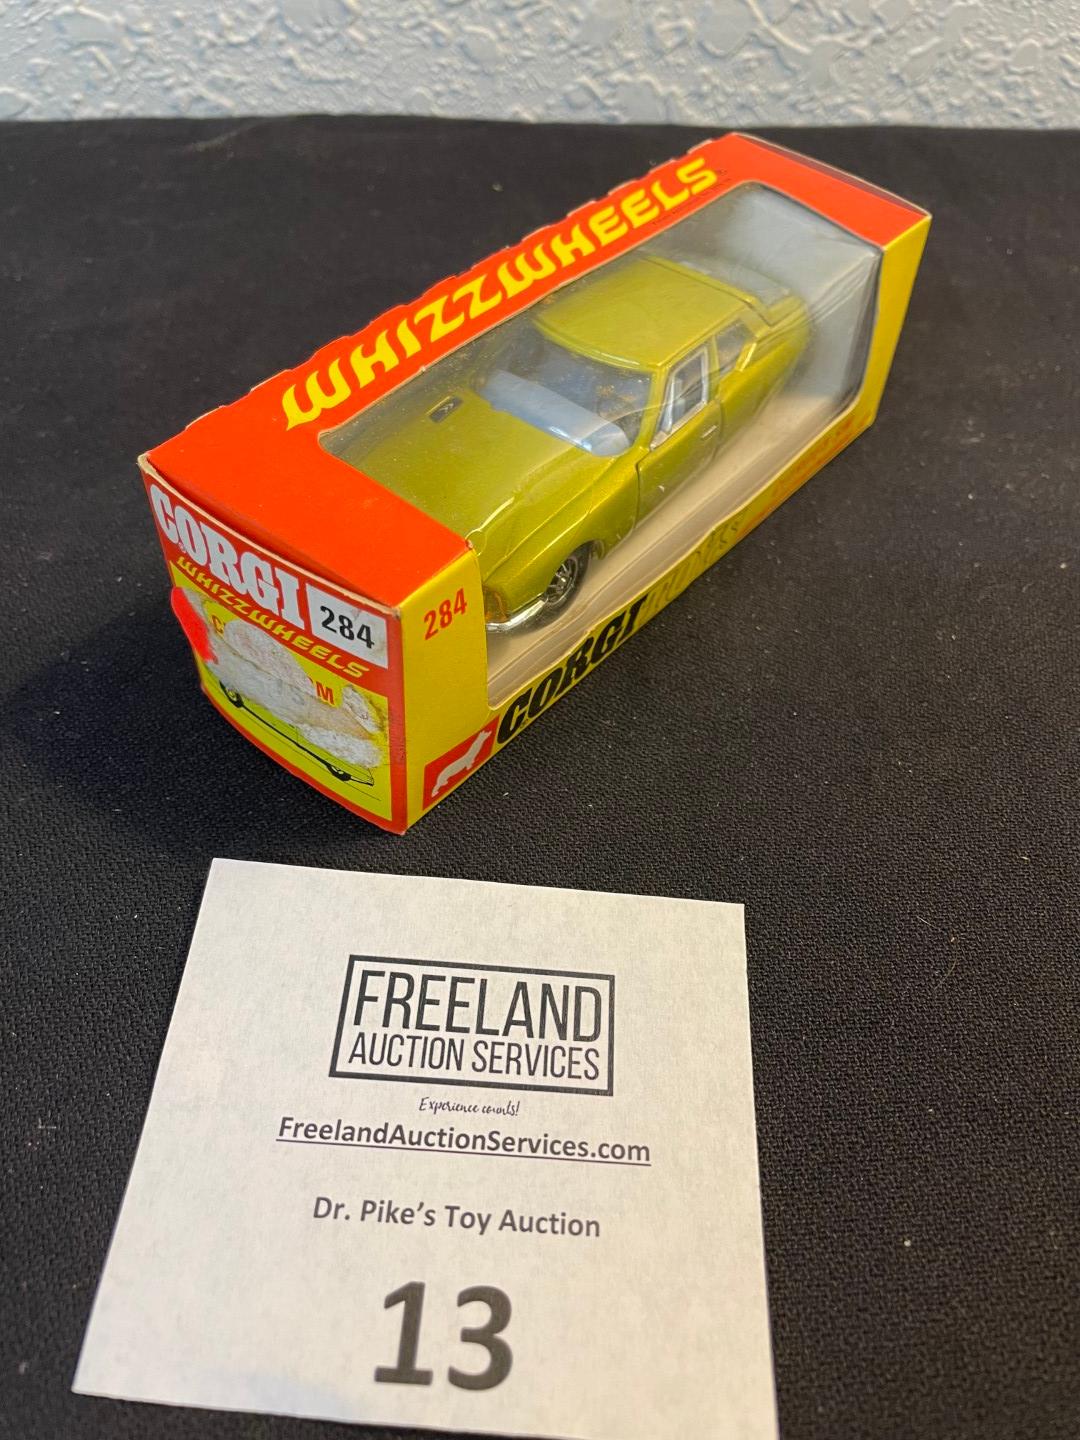 WHIZZWHEELS
CORGI
284
WHIZZWHEELS
C
M
284
CORGI
FREELAND
AUCTION SERVICES
Experience counts!
FreelandAuctionServices.com
Dr. Pike's Toy Auction
13